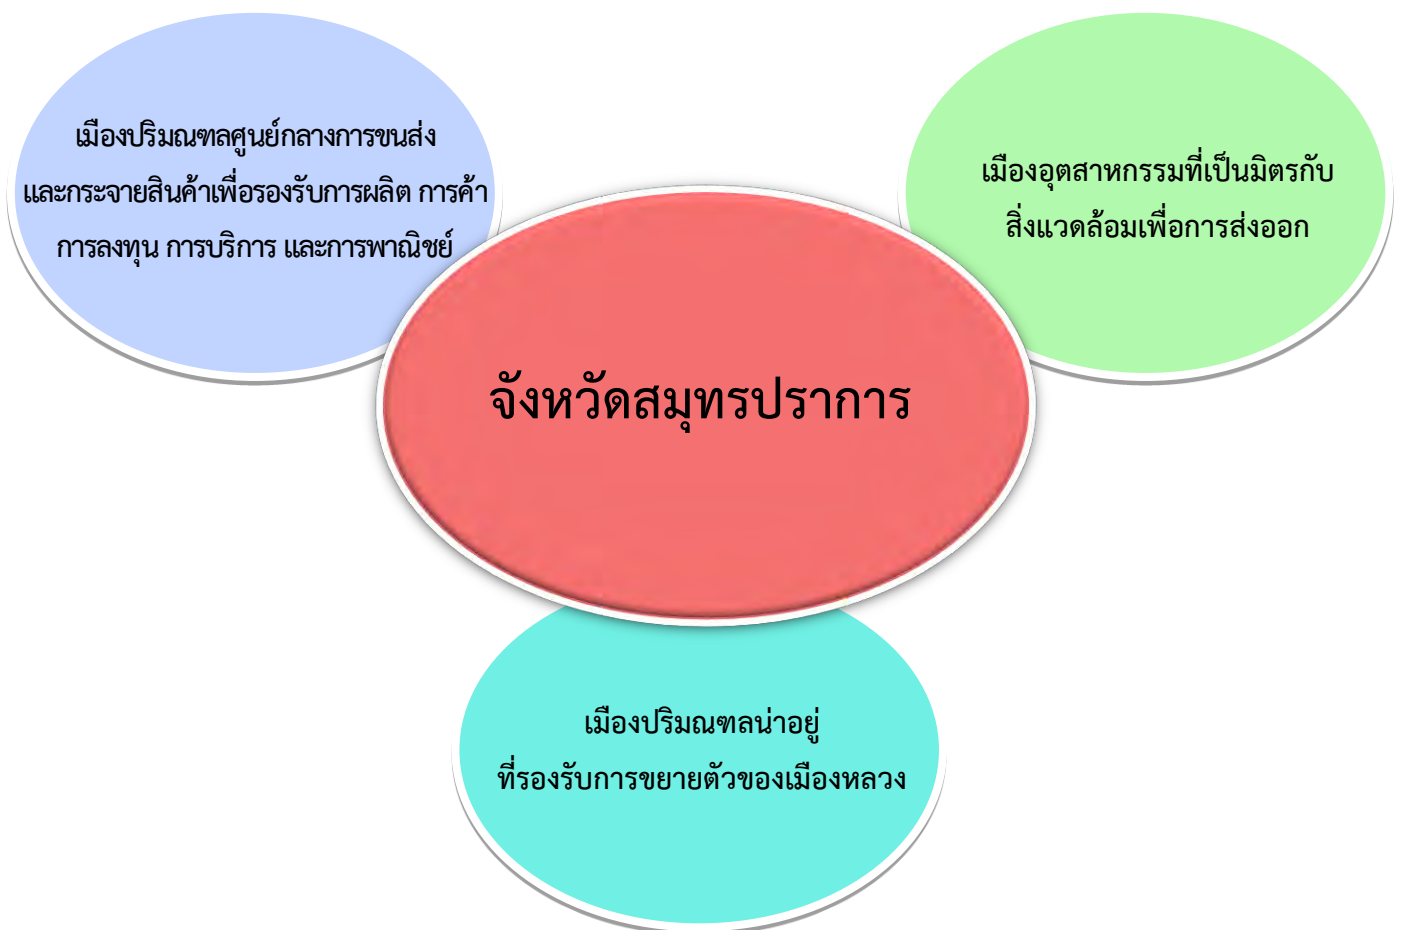 เมืองปริมณฑลศูนย์กลางการขนส่ง
และกระจายสินค้าเพื่อรองรับการผลิต การค้า
การลงทุน การบริการ และการพาณิชย์
เมืองอุตสาหกรรมที่เป็นมิตรกับ
สิ่งแวดล้อมเพื่อการส่งออก
จังหวัดสมุทรปราการ
เมืองปริมณฑลน่าอยู่
ที่รองรับการขยายตัวของเมืองหลวง